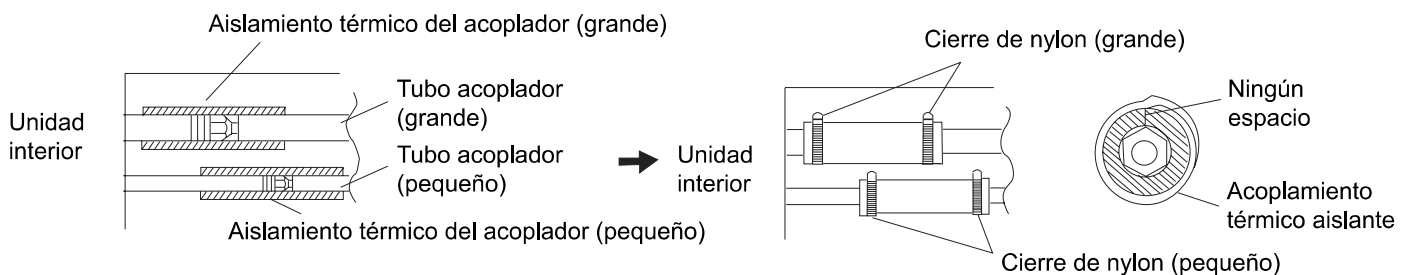 Aislamiento térmico del acoplador (grande)
Unidad
interior
Tubo acoplador
(grande)
Tubo acoplador
(pequeño)
Aislamiento térmico del acoplador (pequeño)
Cierre de nylon (grande)
Unidad
interior
Cierre de nylon (pequeño)
Ningún
espacio
Acoplamiento
térmico aislante